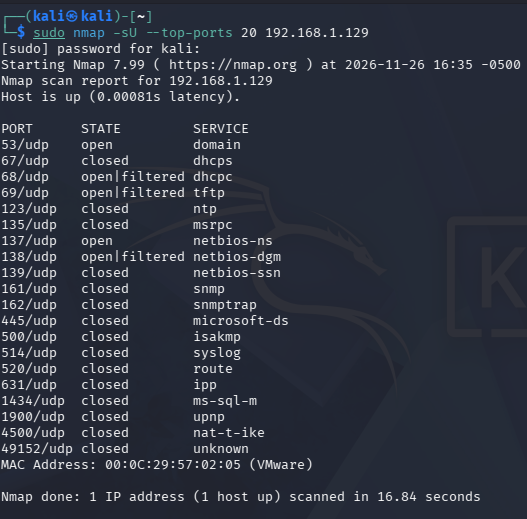 ┌──(kali㉿kali)-[~]
└─$ sudo nmap -sU --top-ports 20 192.168.1.129
[sudo] password for kali:
Starting Nmap 7.99 ( https://nmap.org ) at 2026-11-26 16:35 -0500
Nmap scan report for 192.168.1.129
Host is up (0.00081s latency).

PORT      STATE         SERVICE
53/udp    open          domain
67/udp    closed        dhcps
68/udp    open|filtered dhcpc
69/udp    open|filtered tftp
123/udp   closed        ntp
135/udp   closed        msrpc
137/udp   open          netbios-ns
138/udp   open|filtered netbios-dgm
139/udp   closed        netbios-ssn
161/udp   closed        snmp
162/udp   closed        snmptrap
445/udp   closed        microsoft-ds
500/udp   closed        isakmp
514/udp   closed        syslog
520/udp   closed        route
631/udp   closed        ipp
1434/udp  closed        ms-sql-m
1900/udp  closed        upnp
4500/udp  closed        nat-t-ike
49152/udp closed        unknown
MAC Address: 00:0C:29:57:02:05 (VMware)

Nmap done: 1 IP address (1 host up) scanned in 16.84 seconds
K